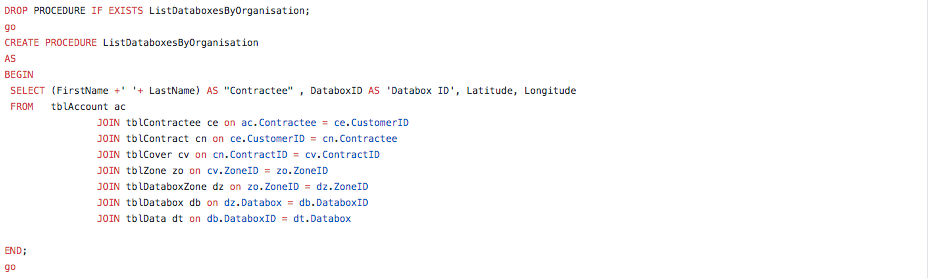 DROP PROCEDURE IF EXISTS ListDataboxesByOrganisation;
go
CREATE PROCEDURE ListDataboxesByOrganisation
AS
BEGIN
SELECT (FirstName +' '+ LastName) AS "Contractee" , DataboxID AS 'Databox ID', Latitude, Longitude
FROM   tblAccount ac
JOIN tblContractee ce on ac.Contractee = ce.CustomerID
JOIN tblContract cn on ce.CustomerID = cn.Contractee
JOIN tblCover cv on cn.ContractID = cv.ContractID
JOIN tblZone zo on cv.ZoneID = zo.ZoneID
JOIN tblDataboxZone dz on zo.ZoneID = dz.ZoneID
JOIN tblDatabox db on dz.Databox = db.DataboxID
JOIN tblData dt on db.DataboxID = dt.Databox
END;
go